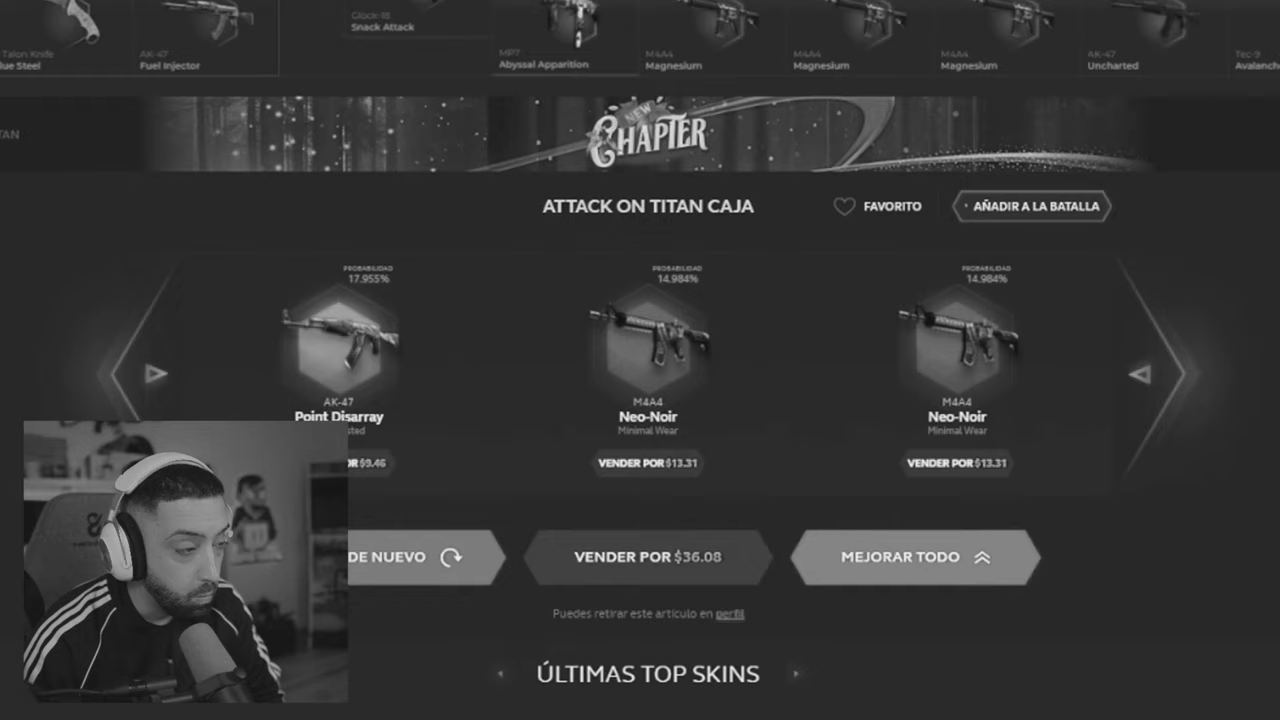 Talon Knife
lue Steel
AK-47
Fuel Injector
Glock-18
Snack Attack
MP7
Abyssal Apparition
M4A4
Magnesium
M4A4
Magnesium
M4A4
Magnesium
AK-47
Uncharted
Tec-9
Avalanch
TAN
NEW
CHAPTER
ATTACK ON TITAN CAJA
FAVORITO
AÑADIR A LA BATALLA
PROBABILIDAD
17.955%
AK-47
Point Disarray
sted
OR $9.46
PROBABILIDAD
14.984%
M4A4
Neo-Noir
Minimal Wear
VENDER POR $13.31
PROBABILIDAD
14.984%
M4A4
Neo-Noir
Minimal Wear
VENDER POR $13.31
DE NUEVO
VENDER POR $36.08
MEJORAR TODO
Puedes retirar este artículo en perfil
ÚLTIMAS TOP SKINS